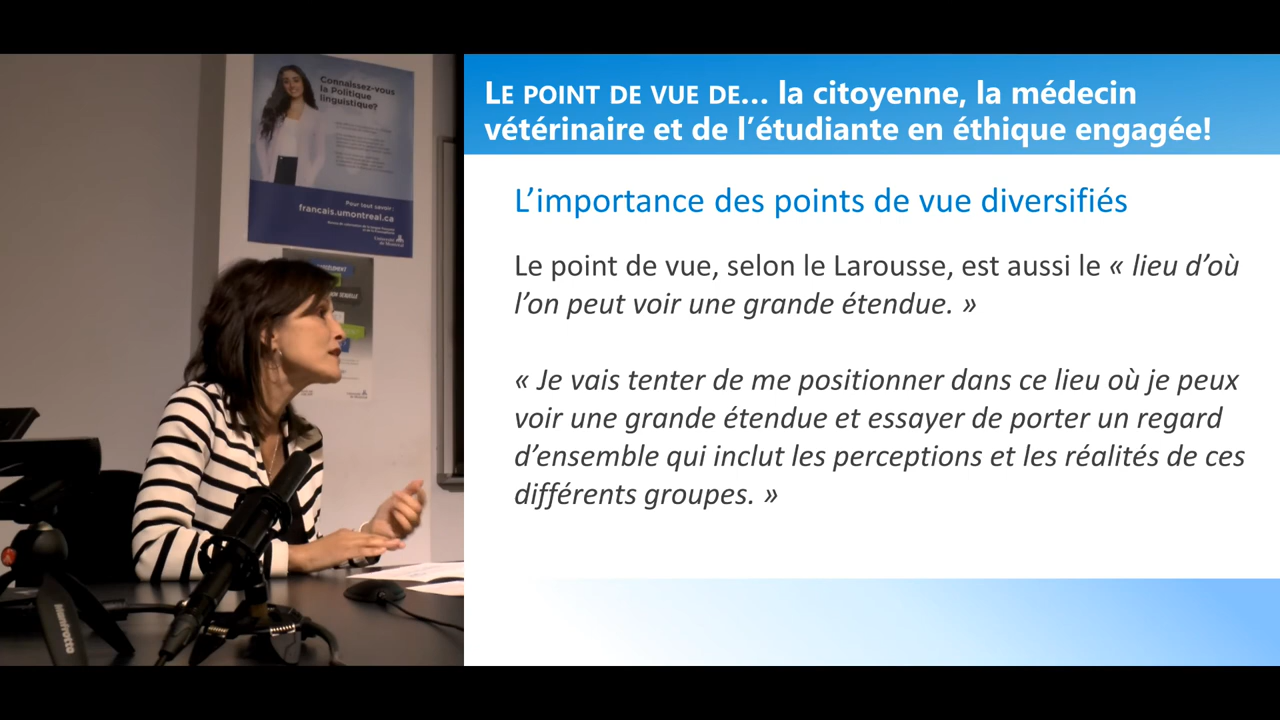 Connaissez-vous
la Politique
linguistique?
Pour tout savoir :
francais.umontreal.ca
Université
de Montréal
Manfrotto
LE POINT DE VUE DE... la citoyenne, la médecin
vétérinaire et de l'étudiante en éthique engagée!
L'importance des points de vue diversifiés
Le point de vue, selon le Larousse, est aussi le « lieu d'où
l'on peut voir une grande étendue. »
« Je vais tenter de me positionner dans ce lieu où je peux
voir une grande étendue et essayer de porter un regard
d'ensemble qui inclut les perceptions et les réalités de ces
différents groupes. »